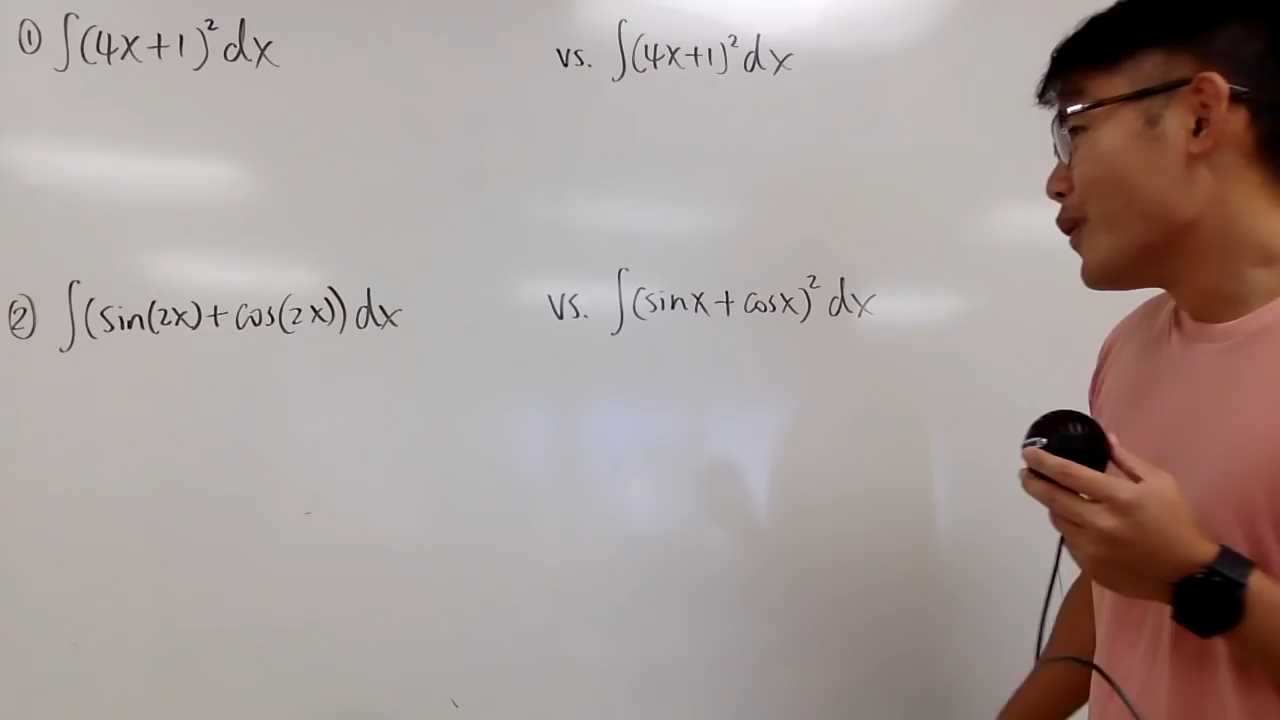 ① ∫(4x+1)² dx vs. ∫(4x+1)² dx
② ∫(sin(2x)+cos(2x)) dx vs. ∫(sinx+cosx)² dx